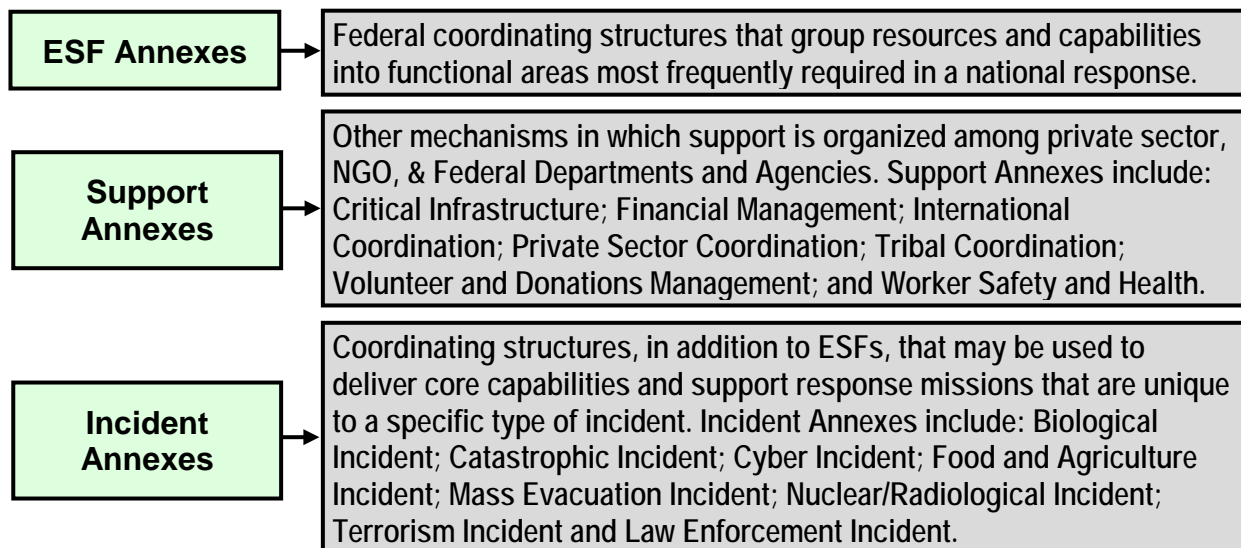 ESF Annexes
Federal coordinating structures that group resources and capabilities
into functional areas most frequently required in a national response.
Support
Annexes
Other mechanisms in which support is organized among private sector,
NGO, & Federal Departments and Agencies. Support Annexes include:
Critical Infrastructure; Financial Management; International
Coordination; Private Sector Coordination; Tribal Coordination;
Volunteer and Donations Management; and Worker Safety and Health.
Incident
Annexes
Coordinating structures, in addition to ESFs, that may be used to
deliver core capabilities and support response missions that are unique
to a specific type of incident. Incident Annexes include: Biological
Incident; Catastrophic Incident; Cyber Incident; Food and Agriculture
Incident; Mass Evacuation Incident; Nuclear/Radiological Incident;
Terrorism Incident and Law Enforcement Incident.